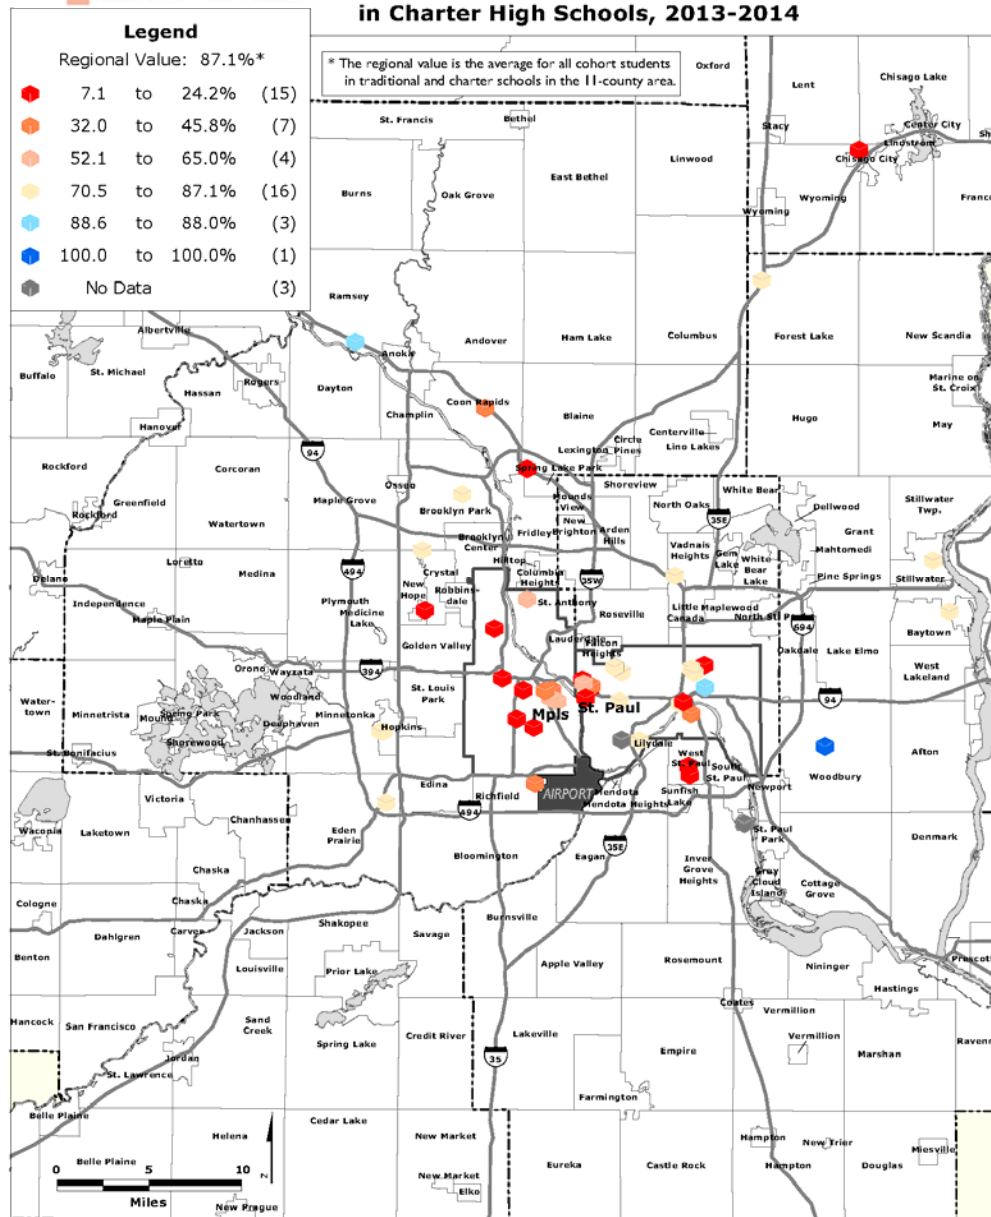 in Charter High Schools, 2013-2014
Legend
Regional Value: 87.1%*
7.1 to 24.2% (15)
32.0 to 45.8% (7)
52.1 to 65.0% (4)
70.5 to 87.1% (16)
88.6 to 88.0% (3)
100.0 to 100.0% (1)
No Data (3)
* The regional value is the average for all cohort students
in traditional and charter schools in the 11-county area.
Oxford
Lent
Chisago Lake
St. Francis
Bethel
Stacy
Center City
Lindstrom
Chisago City
Linwood
East Bethel
Burns
Oak Grove
Wyoming
Wyoming
Ramsey
Albertville
Andover
Ham Lake
Columbus
Forest Lake
New Scandia
Anoka
Buffalo
St. Michael
Rogers
Hassan
Dayton
Marine on
St. Croix
Coon Rapids
Champlin
Blaine
Hugo
May
Hanover
Centerville
Lino Lakes
Circle
Pines
Lexington
94
Rockford
Corcoran
Spring Lake Park
Shoreview
Osseo
Maple Grove
Greenfield
Rockford
Watertown
Brooklyn Park
Mounds
View
North Oaks
White Bear
Dellwood
Stillwater
Twp.
35E
New
Brighton
Arden
Hills
Fridley
Grant
Brooklyn
Center
Vadnais
Heights
Gem
Lake
White
Bear
Lake
Mahtomedi
Hilltop
Loretto
Medina
Delano
494
Crystal
New
Hope
Robbins-
dale
Columbia
Heights
35W
Pine Springs
Stillwater
Independence
Maple Plain
Plymouth
Medicine
Lake
St. Anthony
Roseville
Little
Canada
Maplewood
North St. Paul
694
Baytown
Golden Valley
Lauderdale
Falcon
Heights
Oakdale
Lake Elmo
Orono
Wayzata
394
West
Lakeland
Water-
town
Minnetrista
Mound
Spring Park
Woodland
Deephaven
Minnetonka
Hopkins
St. Louis
Park
Mpls
St. Paul
94
Shorewood
St. Bonifacius
Lilydale
West
St. Paul
South
St. Paul
Woodbury
Afton
Victoria
Edina
Richfield
AIRPORT
Mendota
Mendota Heights
Sunfish
Lake
Newport
494
Waconia
Laketown
Chanhassen
Eden
Prairie
St. Paul
Park
Denmark
Bloomington
Eagan
35E
Inver
Grove
Heights
Chaska
Chaska
Grey
Cloud
Island
Cottage
Grove
Cologne
Dahlgren
Carver
Jackson
Shakopee
Savage
Burnsville
Benton
Louisville
Prior Lake
Apple Valley
Rosemount
Nininger
Prescott
Hastings
Hancock
San Francisco
Sand
Creek
Coates
Vermillion
Credit River
Lakeville
Vermillion
Spring Lake
Empire
Marshan
Jordan
35
St. Lawrence
Farmington
Belle Plaine
Cedar Lake
Helena
New Market
Hampton
New Trier
Miesville
Belle Plaine
Eureka
Castle Rock
Hampton
Douglas
New Market
Elko
New Prague
0 5 10
Miles
N